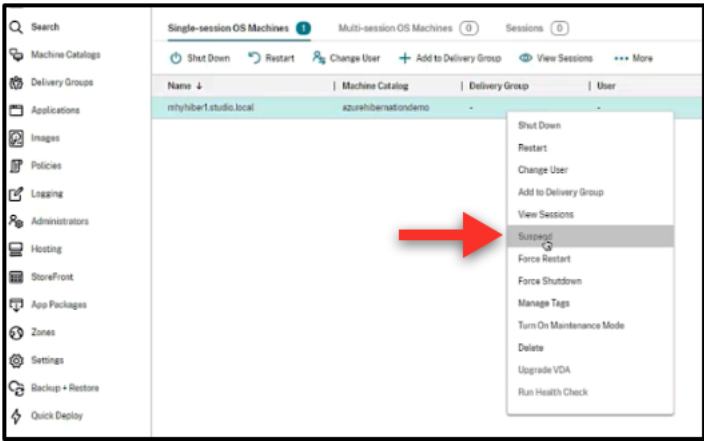 Search
Machine Catalogs
Delivery Groups
Applications
Images
Policies
Logging
Administrators
Hosting
StoreFront
App Packages
Zones
Settings
Backup + Restore
Quick Deploy
Single-session OS Machines 1 Multi-session OS Machines (0) Sessions (0)
Shut Down Restart Change User Add to Delivery Group View Sessions ••• More
Name ↓ | Machine Catalog | Delivery Group | User
mhyhiber1.studio.local azurehibernationdemo - -
Shut Down
Restart
Change User
Add to Delivery Group
View Sessions
Suspend
Force Restart
Force Shutdown
Manage Tags
Turn On Maintenance Mode
Delete
Upgrade VDA
Run Health Check